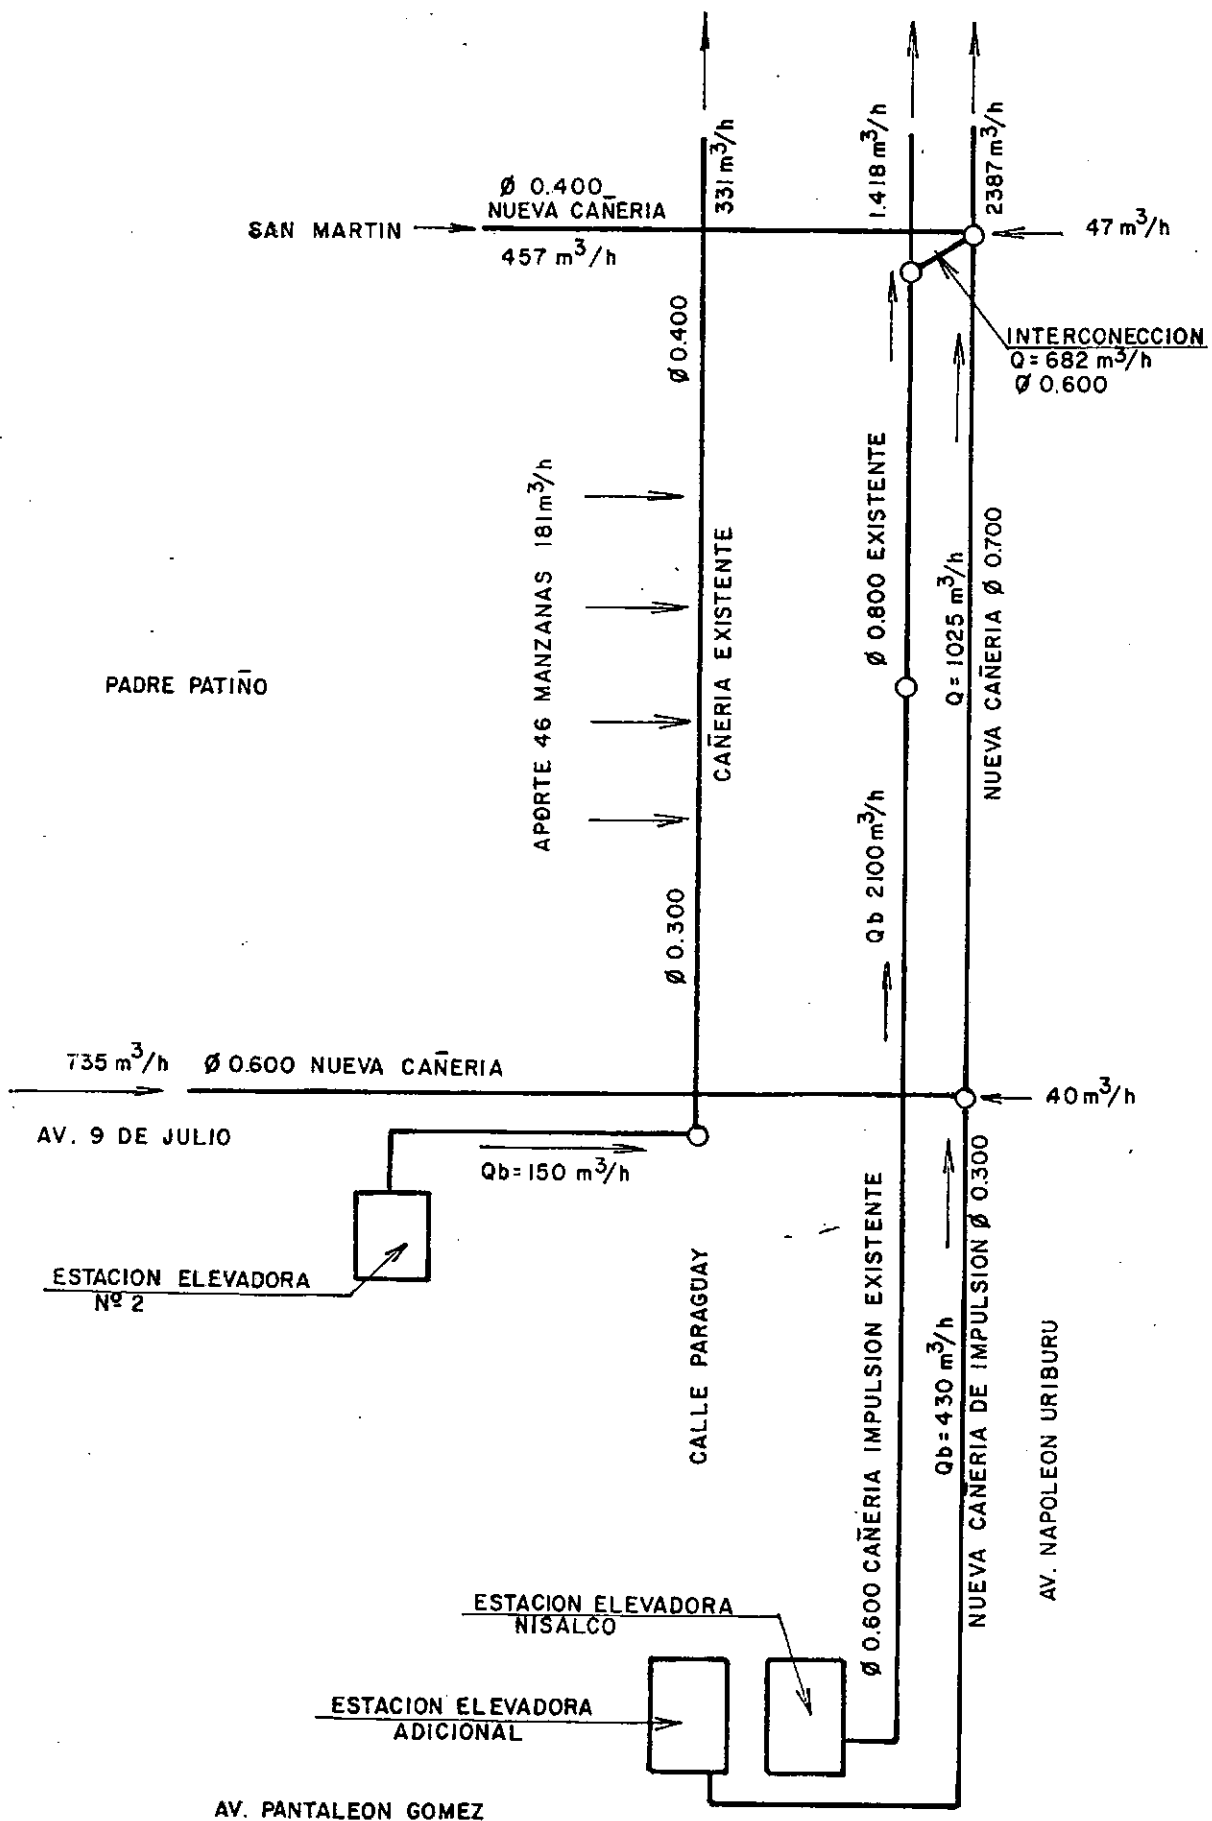 331 m³/h
1.418 m³/h
2387 m³/h
Ø 0.400
NUEVA CAÑERIA
SAN MARTIN
457 m³/h
47 m³/h
INTERCONECCION
Q = 682 m³/h
Ø 0.600
Ø 0.400
APORTE 46 MANZANAS 181 m³/h
CAÑERIA EXISTENTE
Ø 0.800 EXISTENTE
Q = 1025 m³/h
NUEVA CAÑERIA Ø 0.700
PADRE PATIÑO
Qb 2100 m³/h
Ø 0.300
735 m³/h
Ø 0.600 NUEVA CAÑERIA
40 m³/h
AV. 9 DE JULIO
Qb = 150 m³/h
ESTACION ELEVADORA
Nº 2
CALLE PARAGUAY
Ø 0.600 CAÑERIA IMPULSION EXISTENTE
Qb = 430 m³/h
NUEVA CAÑERIA DE IMPULSION Ø 0.300
AV. NAPOLEON URIBURU
ESTACION ELEVADORA
NISALCO
ESTACION ELEVADORA
ADICIONAL
AV. PANTALEON GOMEZ